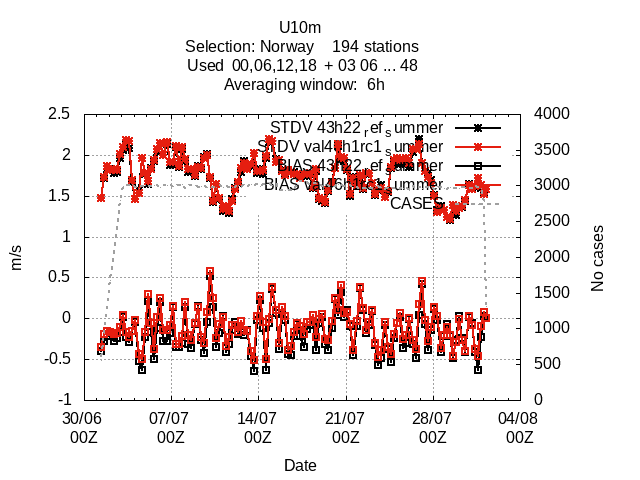 U10m
Selection: Norway 194 stations
Used 00,06,12,18 + 03 06 ... 48
Averaging window: 6h
STDV 43h22_ref_summer
STDV val46h1rc1_summer
BIAS 43h22_ref_summer
BIAS val46h1rc1_summer
CASES
2.5
2
1.5
1
0.5
0
-0.5
-1
m/s
4000
3500
3000
2500
2000
1500
1000
500
0
No cases
30/06 07/07 14/07 21/07 28/07 04/08
00Z 00Z 00Z 00Z 00Z 00Z
Date